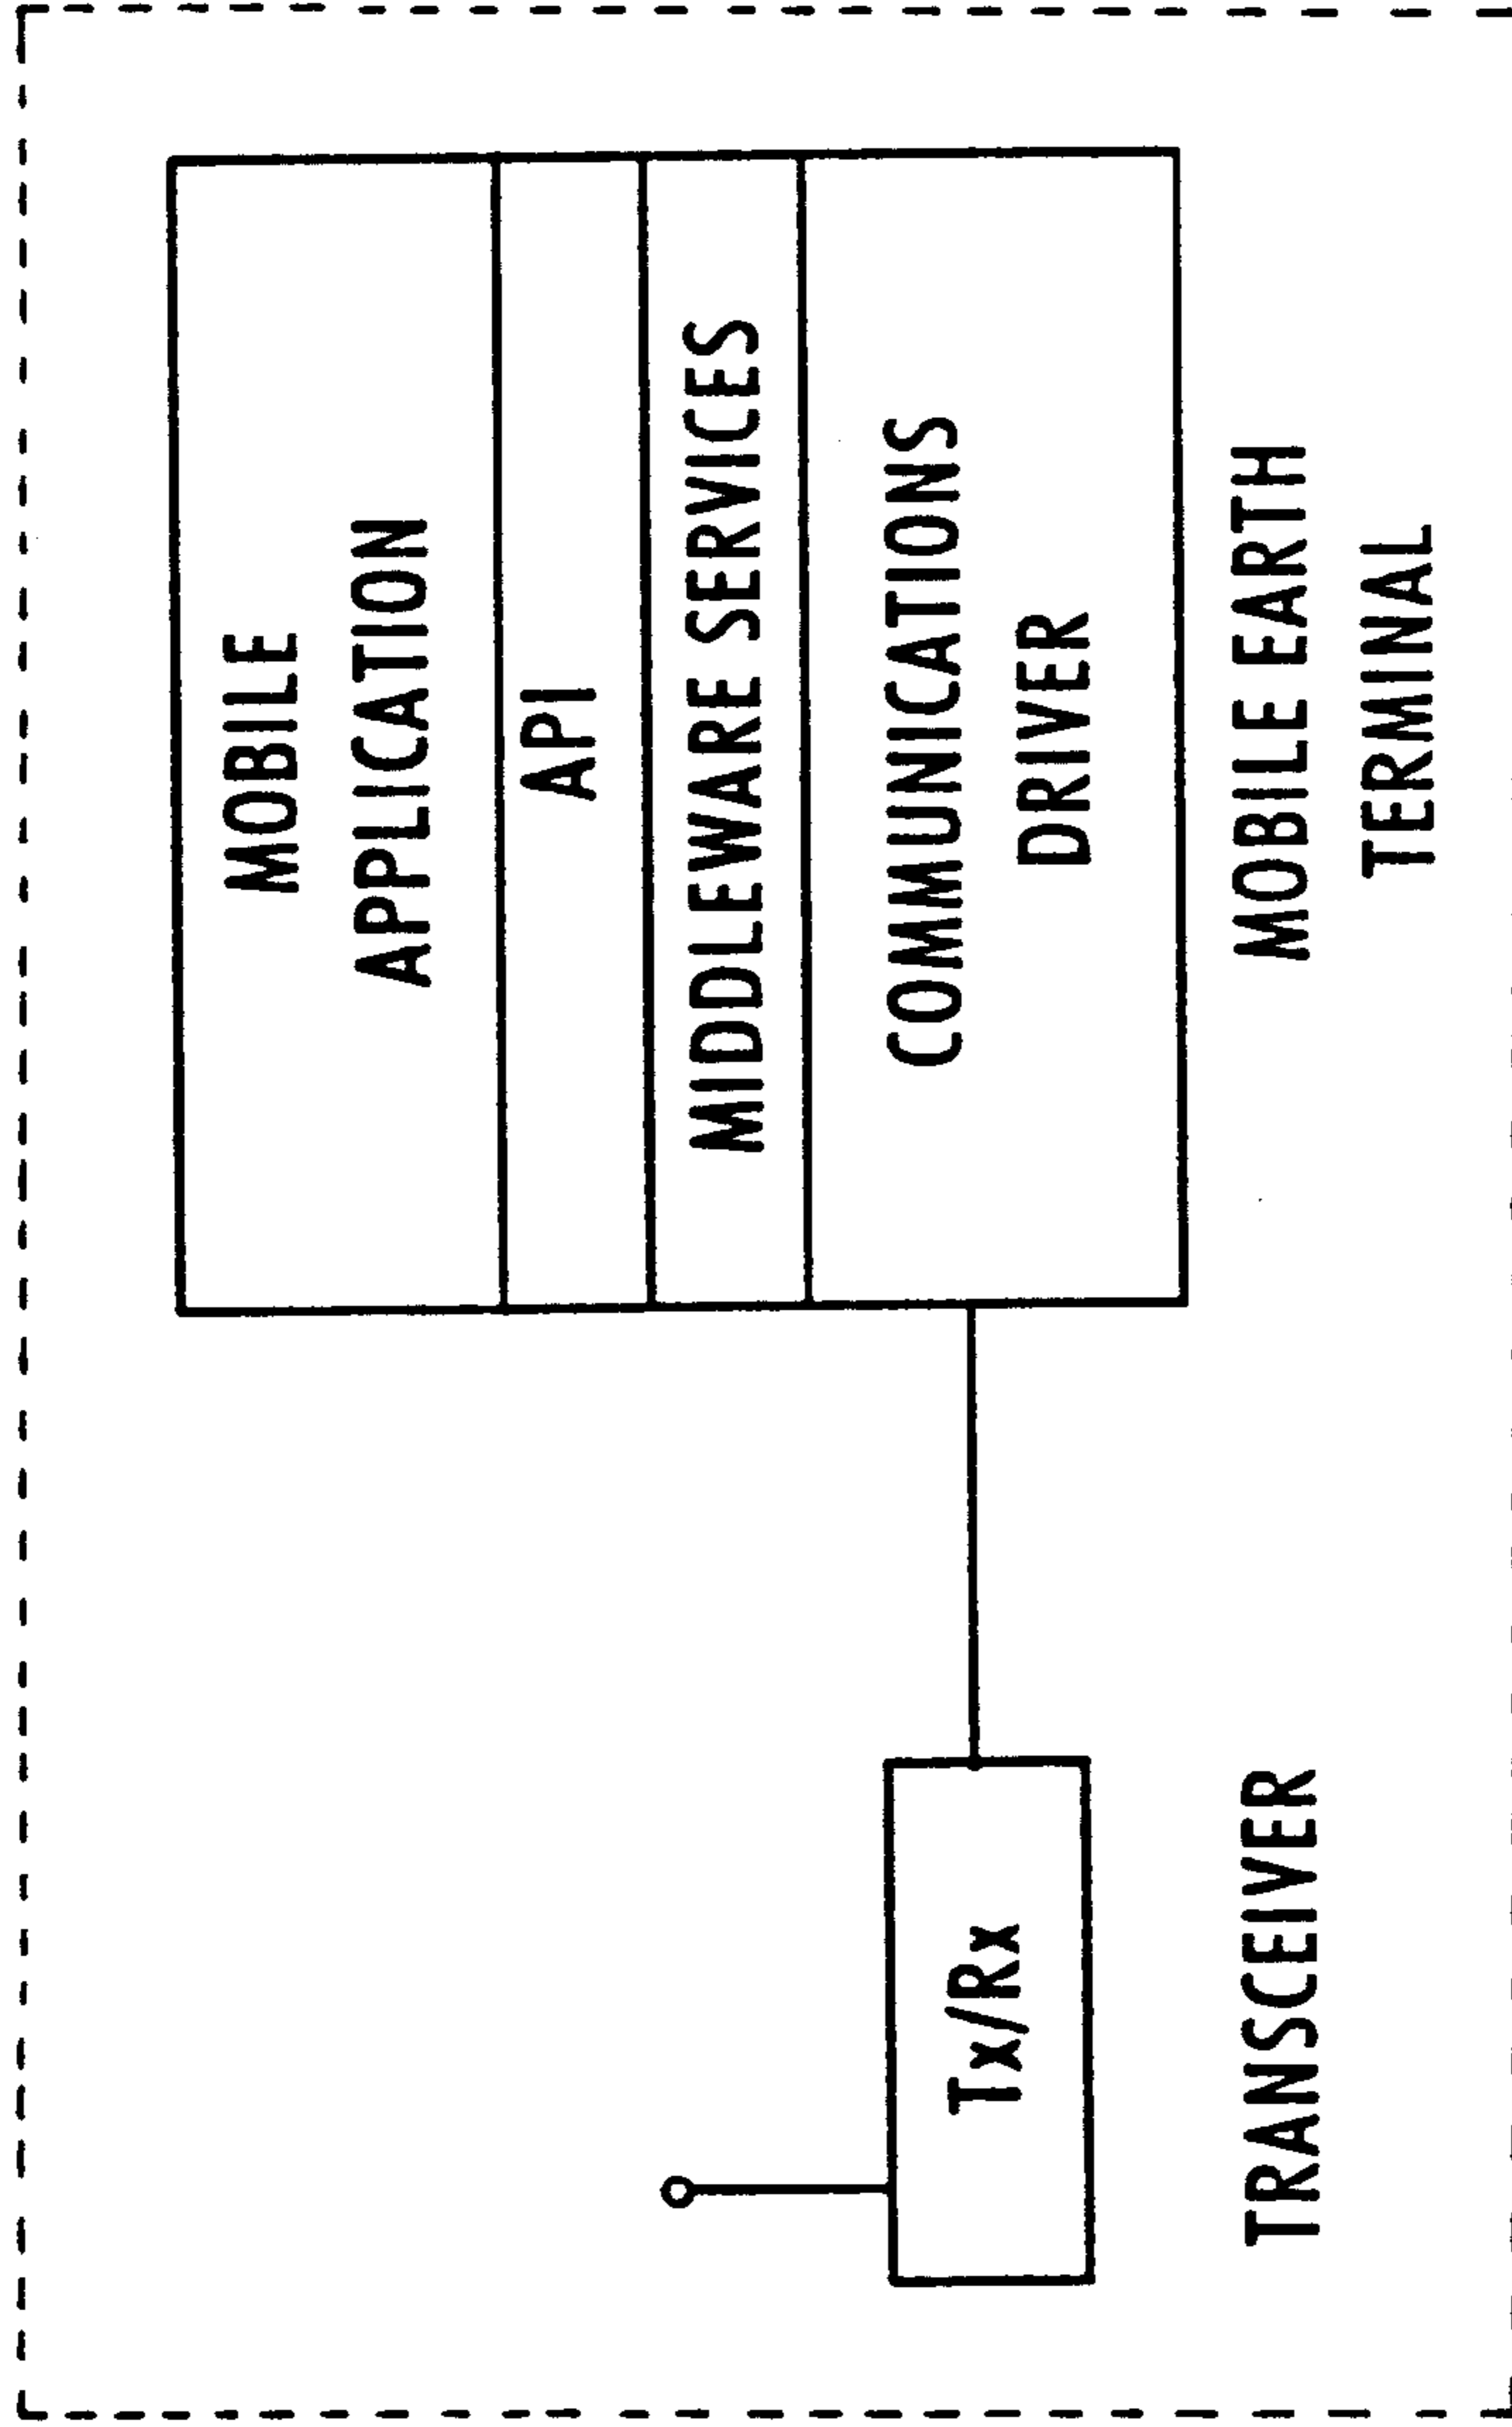 MOBILE
APPLICATION
API
MIDDLEWARE SERVICES
COMMUNICATIONS
DRIVER
MOBILE EARTH
TERMINAL
Tx/Rx
TRANSCEIVER